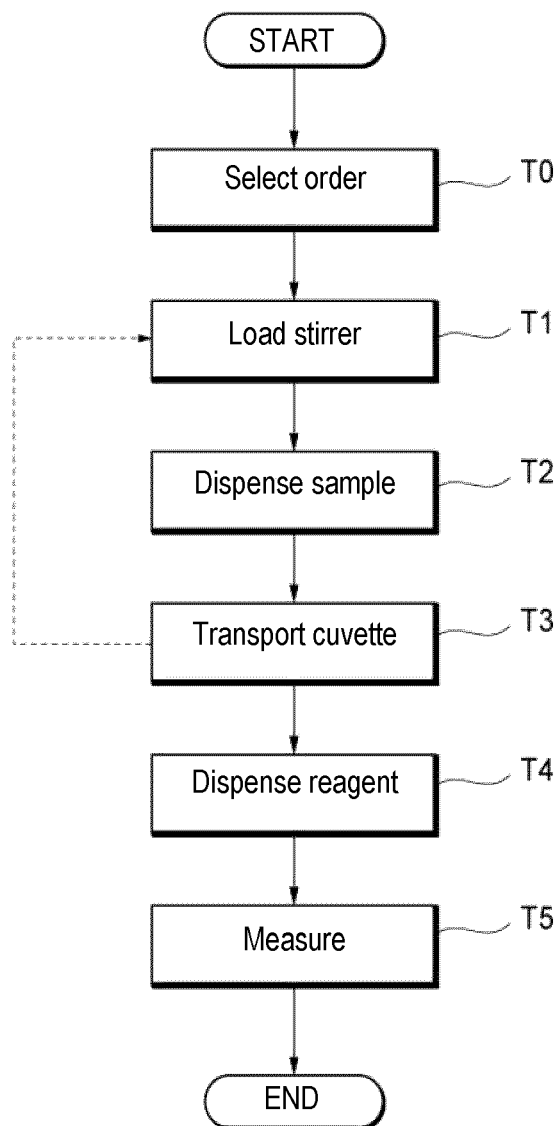 START
Select order
T0
Load stirrer
T1
Dispense sample
T2
Transport cuvette
T3
Dispense reagent
T4
Measure
T5
END